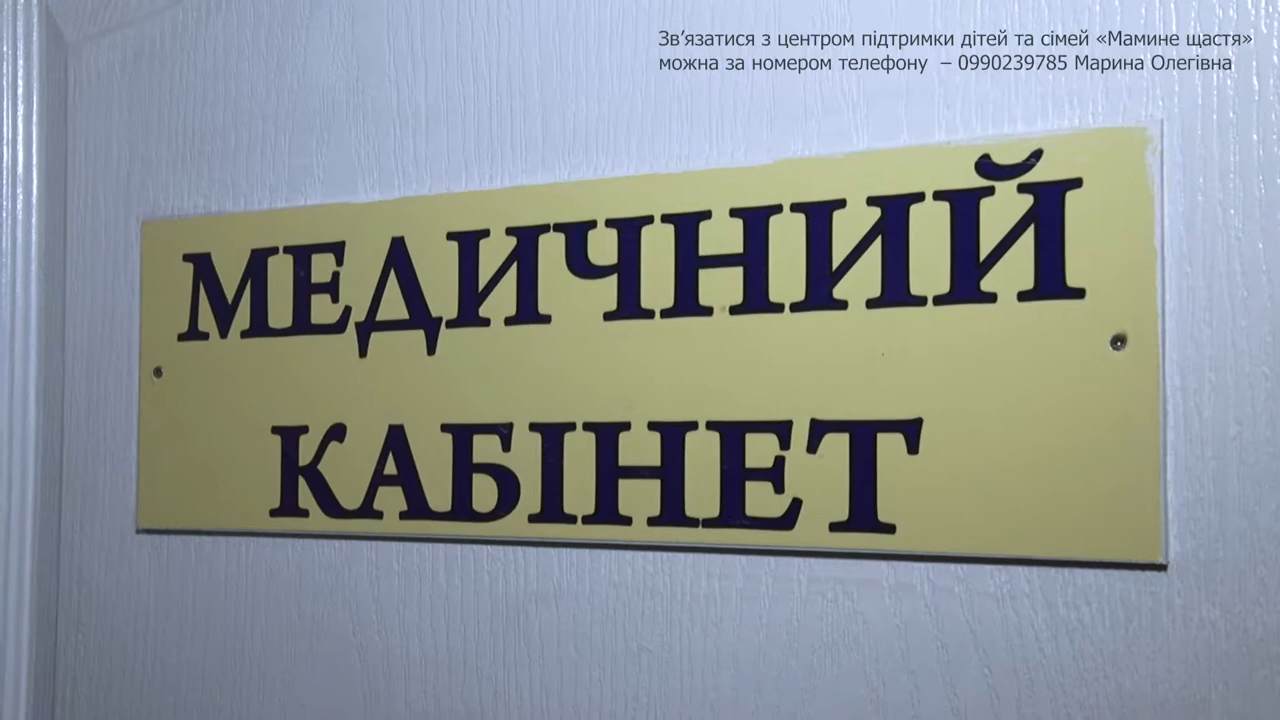 Зв’язатися з центром підтримки дітей та сімей «Мамине щастя»
можна за номером телефону – 0990239785 Марина Олегівна
МЕДИЧНИЙ
КАБІНЕТ